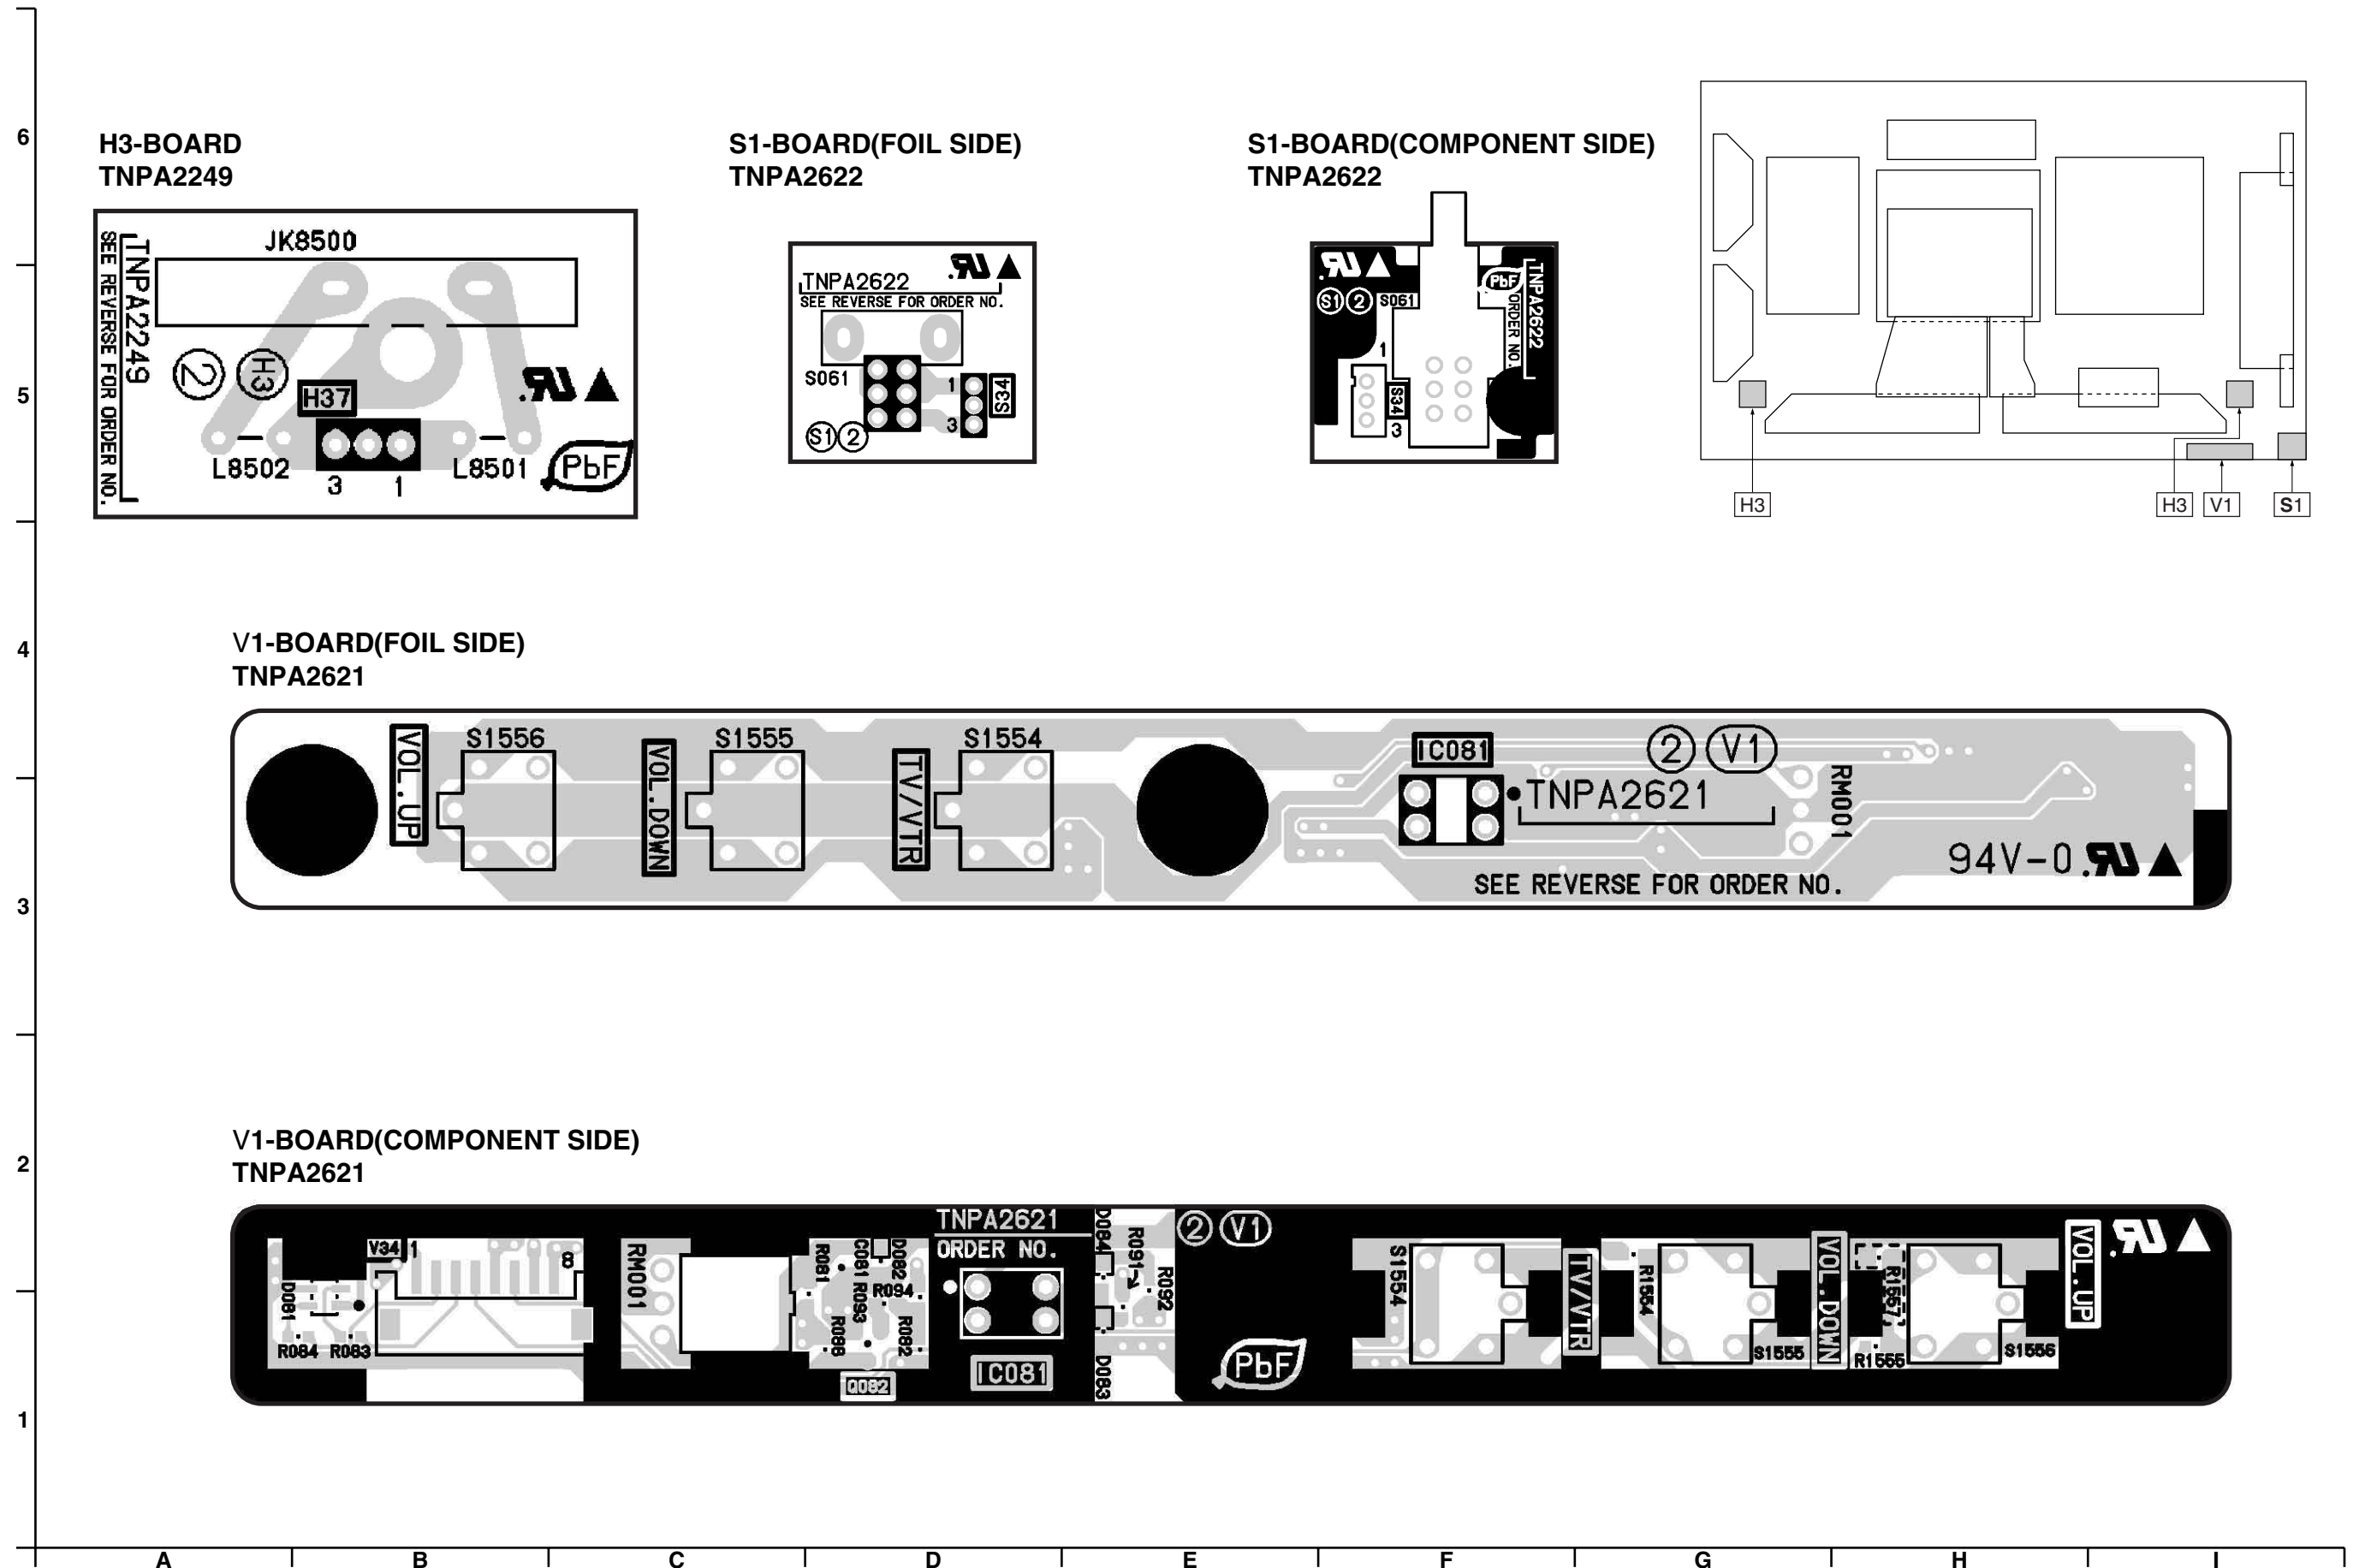 6
5
4
3
2
1
A B C D E F G H I
H3-BOARD
TNPA2249
JK8500
TNPA2249
SEE REVERSE FOR ORDER NO.
2
H3
H37
L8502
3 1
L8501
PbF
S1-BOARD(FOIL SIDE)
TNPA2622
TNPA2622
SEE REVERSE FOR ORDER NO.
S061
1
3
S34
S1 2
S1-BOARD(COMPONENT SIDE)
TNPA2622
S1 2 S061
PbF
TNPA2622
ORDER NO.
1
S34
3
H3
H3
V1
S1
V1-BOARD(FOIL SIDE)
TNPA2621
VOL.UP
S1556
VOL.DOWN
S1555
TV/VTR
S1554
IC081
2 V1
TNPA2621
RM001
94V-0
SEE REVERSE FOR ORDER NO.
V1-BOARD(COMPONENT SIDE)
TNPA2621
V34 1
8
D081
R084 R083
RM001
R081
C081
D082
R093
R094
R082
Q082
TNPA2621
ORDER NO.
IC081
D084
R091
R092
D083
2 V1
PbF
S1554
TV/VTR
R1554
S1555
VOL.DOWN
R1557
R1555
S1556
VOL.UP